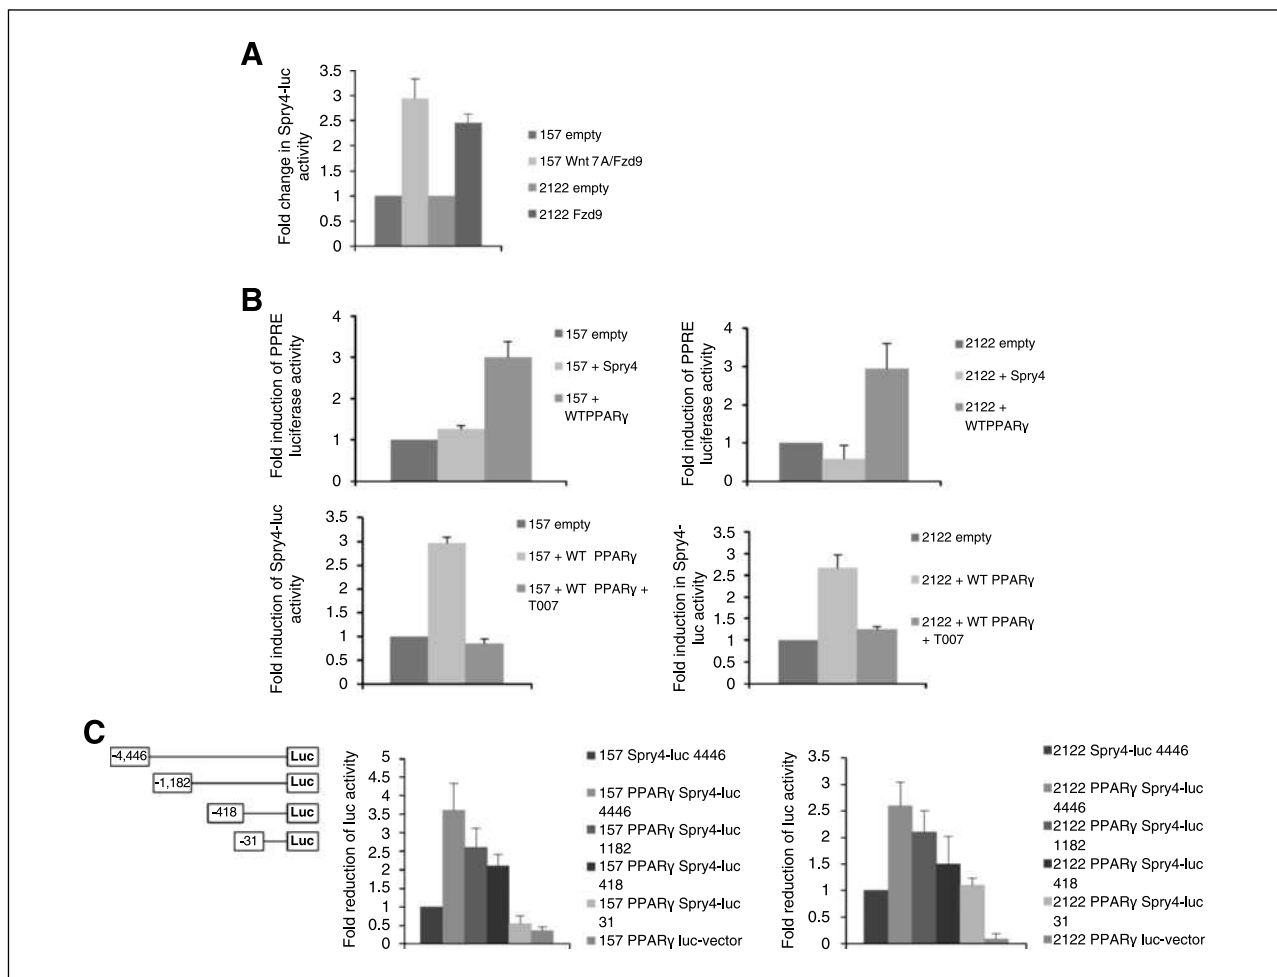 A
Fold change in Spry4-luc
activity
3.5
3
2.5
2
1.5
1
0.5
0
157 empty
157 Wnt 7A/Fzd9
2122 empty
2122 Fzd9
B
Fold induction of PPRE
luciferase activity
4
3
2
1
0
157 empty
157 + Spry4
157 +
WTPPARγ
Fold induction of PPRE
luciferase activity
4
3
2
1
0
2122 empty
2122 + Spry4
2122 +
WTPPARγ
Fold induction of Spry4-luc
activity
3.5
3
2.5
2
1.5
1
0.5
0
157 empty
157 + WT PPARγ
157 + WT PPARγ +
T007
Fold induction in Spry4-
luc activity
3.5
3
2.5
2
1.5
1
0.5
0
2122 empty
2122 + WT PPARγ
2122 + WT PPARγ
+ T007
C
-4,446 Luc
-1,182 Luc
-418 Luc
-31 Luc
Fold reduction of luc activity
5
4.5
4
3.5
3
2.5
2
1.5
1
0.5
0
157 Spry4-luc 4446
157 PPARγ Spry4-luc
4446
157 PPARγ Spry4-luc
1182
157 PPARγ Spry4-luc
418
157 PPARγ Spry4-luc
31
157 PPARγ luc-vector
Fold reduction of luc activity
3.5
3
2.5
2
1.5
1
0.5
0
2122 Spry4-luc 4446
2122 PPARγ Spry4-luc
4446
2122 PPARγ Spry4-luc
1182
2122 PPARγ Spry4-luc
418
2122 PPARγ Spry4-luc
31
2122 PPARγ luc-vector